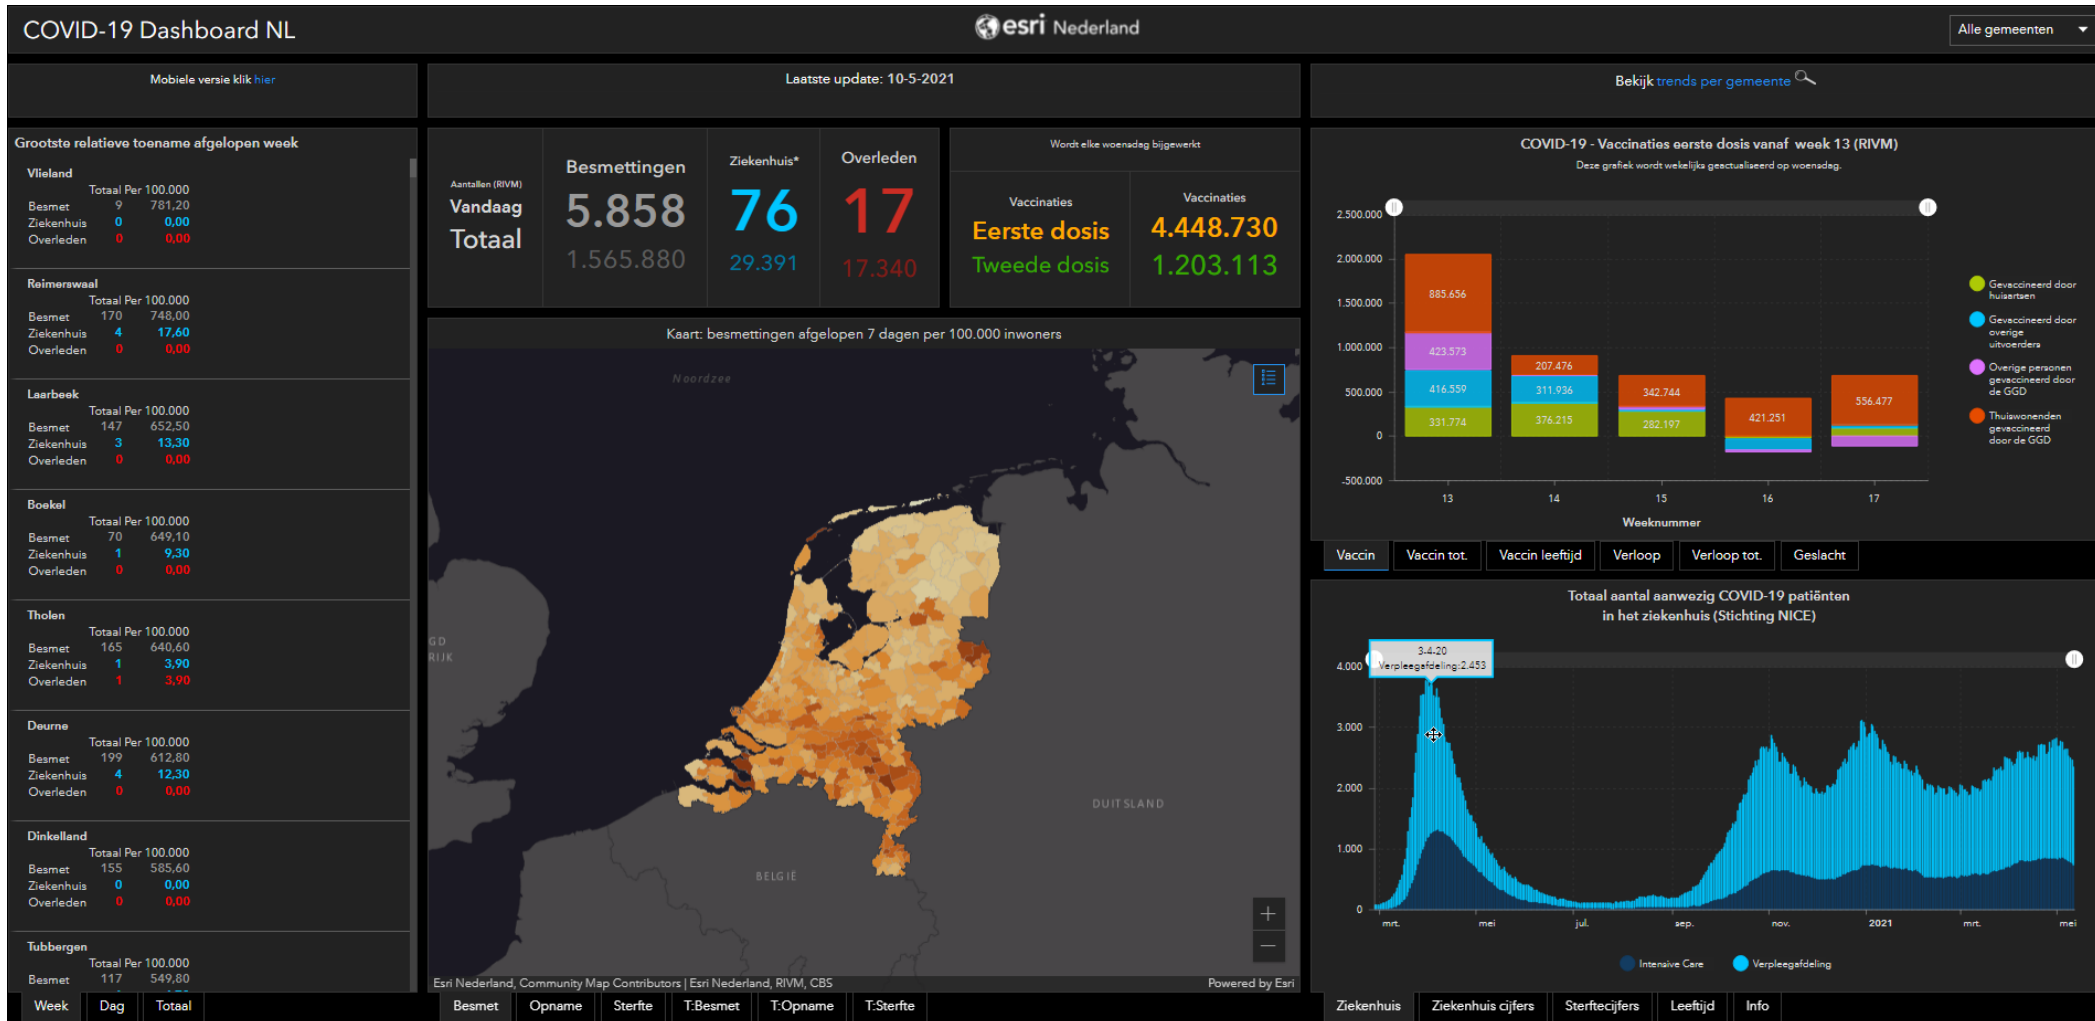 COVID-19 Dashboard NL
esri Nederland
Alle gemeenten
Mobiele versie klik hier
Laatste update: 10-5-2021
Bekijk trends per gemeente
Grootste relatieve toename afgelopen week
Vlieland
Totaal Per 100.000
Besmet 9 781,20
Ziekenhuis 0 0,00
Overleden 0 0,00
Reimerswaal
Totaal Per 100.000
Besmet 170 748,00
Ziekenhuis 4 17,60
Overleden 0 0,00
Laarbeek
Totaal Per 100.000
Besmet 147 652,50
Ziekenhuis 3 13,30
Overleden 0 0,00
Boekel
Totaal Per 100.000
Besmet 70 649,10
Ziekenhuis 1 9,30
Overleden 0 0,00
Tholen
Totaal Per 100.000
Besmet 165 640,60
Ziekenhuis 1 3,90
Overleden 1 3,90
Deurne
Totaal Per 100.000
Besmet 199 612,80
Ziekenhuis 4 12,30
Overleden 0 0,00
Dinkelland
Totaal Per 100.000
Besmet 155 585,60
Ziekenhuis 0 0,00
Overleden 0 0,00
Tubbergen
Totaal Per 100.000
Besmet 117 549,80
Week Dag Totaal
Aantallen (RIVM)
Vandaag
Totaal
Besmettingen
5.858
1.565.880
Ziekenhuis*
76
29.391
Overleden
17
17.340
Wordt elke woensdag bijgewerkt
Vaccinaties
Eerste dosis
Tweede dosis
Vaccinaties
4.448.730
1.203.113
Kaart: besmettingen afgelopen 7 dagen per 100.000 inwoners
Noordzee
GD
RIJK
DUITSLAND
BELGIË
+
−
Esri Nederland, Community Map Contributors | Esri Nederland, RIVM, CBS
Powered by Esri
Besmet Opname Sterfte T:Besmet T:Opname T:Sterfte
COVID-19 - Vaccinaties eerste dosis vanaf week 13 (RIVM)
Deze grafiek wordt wekelijks geactualiseerd op woensdag.
2.500.000
2.000.000
1.500.000
1.000.000
500.000
0
-500.000
885.656
423.573
416.559
331.774
207.476
311.936
376.215
342.744
282.197
421.251
556.477
13 14 15 16 17
Weeknummer
Gevaccineerd door
huisartsen
Gevaccineerd door
overige
uitvoerders
Overige personen
gevaccineerd door
de GGD
Thuiswonenden
gevaccineerd
door de GGD
Vaccin Vaccin tot. Vaccin leeftijd Verloop Verloop tot. Geslacht
Totaal aantal aanwezig COVID-19 patiënten
in het ziekenhuis (Stichting NICE)
3-4-20
Verpleegafdeling:2.453
4.000
3.000
2.000
1.000
0
mrt. mei jul. sep. nov. 2021 mrt. mei
Intensive Care Verpleegafdeling
Ziekenhuis Ziekenhuis cijfers Sterftecijfers Leeftijd Info